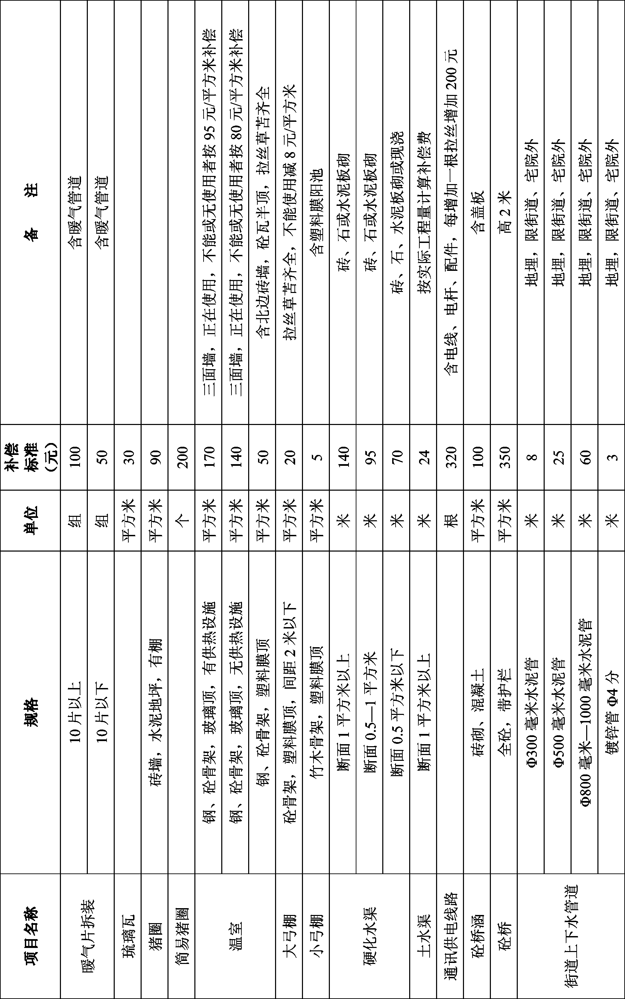 项目名称 规格 单位 补偿标准（元） 备 注
暖气片拆装 10 片以上 组 100 含暖气管道
10 片以下 组 50 含暖气管道
琉璃瓦 平方米 30
猪圈 砖墙，水泥地坪，有棚 平方米 90
简易猪圈 个 200
温室 钢、砼骨架，玻璃顶，有供热设施 平方米 170 三面墙，正在使用，不能或无使用者按 95 元/平方米补偿
钢、砼骨架，玻璃顶，无供热设施 平方米 140 三面墙，正在使用，不能或无使用者按 80 元/平方米补偿
钢、砼骨架，塑料膜顶 平方米 50 含北边砖墙，砼瓦半顶，拉丝草苫齐全
大弓棚 砼骨架，塑料膜顶，间距 2 米以下 平方米 20 拉丝草苫齐全，不能使用减 8 元/平方米
小弓棚 竹木骨架，塑料膜顶 平方米 5 含塑料膜阳池
硬化水渠 断面 1 平方米以上 米 140 砖、石或水泥板砌
断面 0.5—1 平方米 米 95 砖、石或水泥板砌
断面 0.5 平方米以下 米 70 砖、石、水泥板砌或现浇
土水渠 断面 1 平方米以上 米 24 按实际工程量计算补偿费
通讯供电线路 根 320 含电线、电杆、配件，每增加一根拉丝增加 200 元
砼桥涵 砖砌、混凝土 平方米 100 含盖板
砼桥 全砼，带护栏 平方米 350 高 2 米
街道上下水管道 Φ300 毫米水泥管 米 8 地埋，限街道、宅院外
Φ500 毫米水泥管 米 25 地埋，限街道、宅院外
Φ800 毫米—1000 毫米水泥管 米 60 地埋，限街道、宅院外
镀锌管 Φ4 分 米 3 地埋，限街道、宅院外